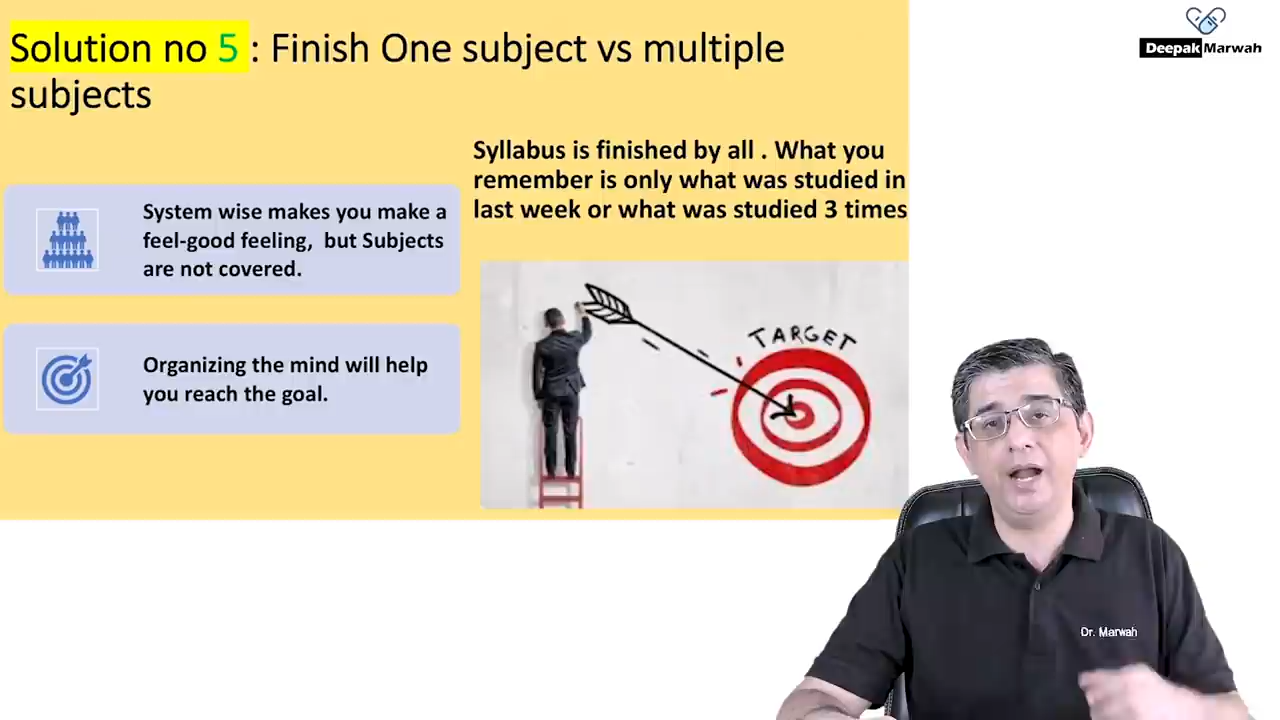 Solution no 5 : Finish One subject vs multiple
subjects
Deepak Marwah
Syllabus is finished by all . What you
remember is only what was studied in
last week or what was studied 3 times
System wise makes you make a
feel-good feeling, but Subjects
are not covered.
Organizing the mind will help
you reach the goal.
TARGET
Dr. Marwah